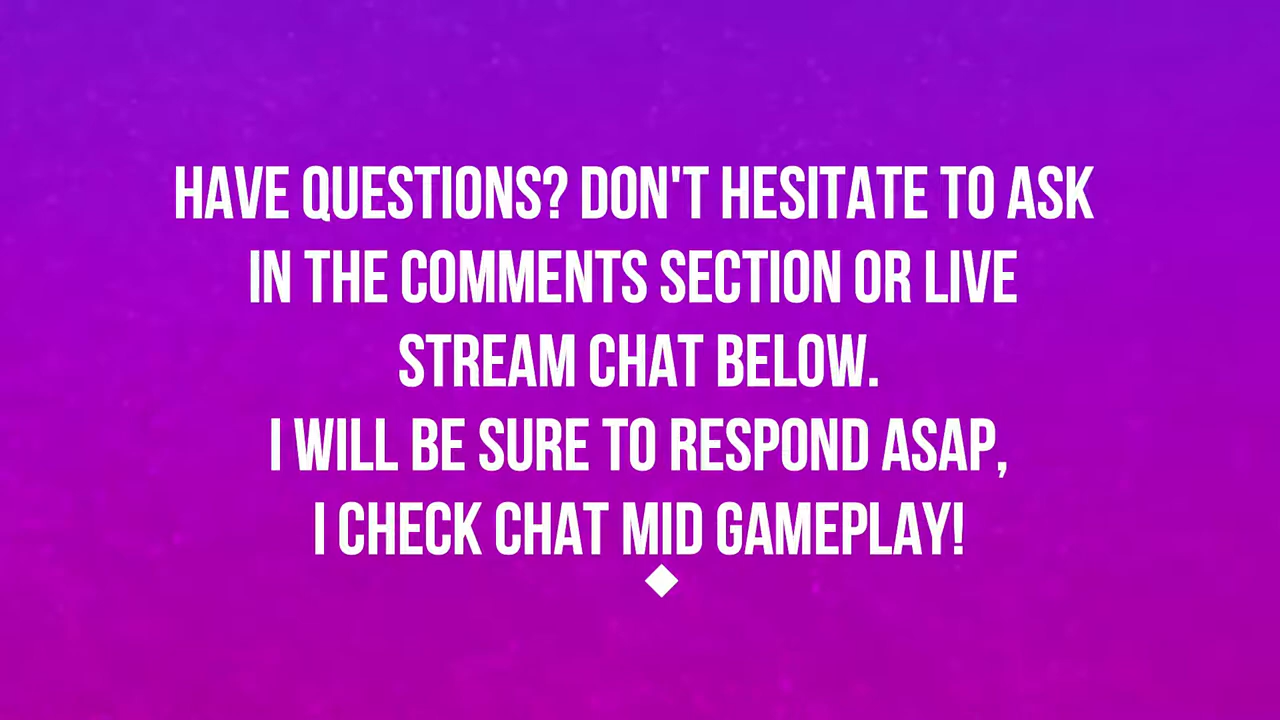 HAVE QUESTIONS? DON'T HESITATE TO ASK
IN THE COMMENTS SECTION OR LIVE
STREAM CHAT BELOW.
I WILL BE SURE TO RESPOND ASAP,
I CHECK CHAT MID GAMEPLAY!